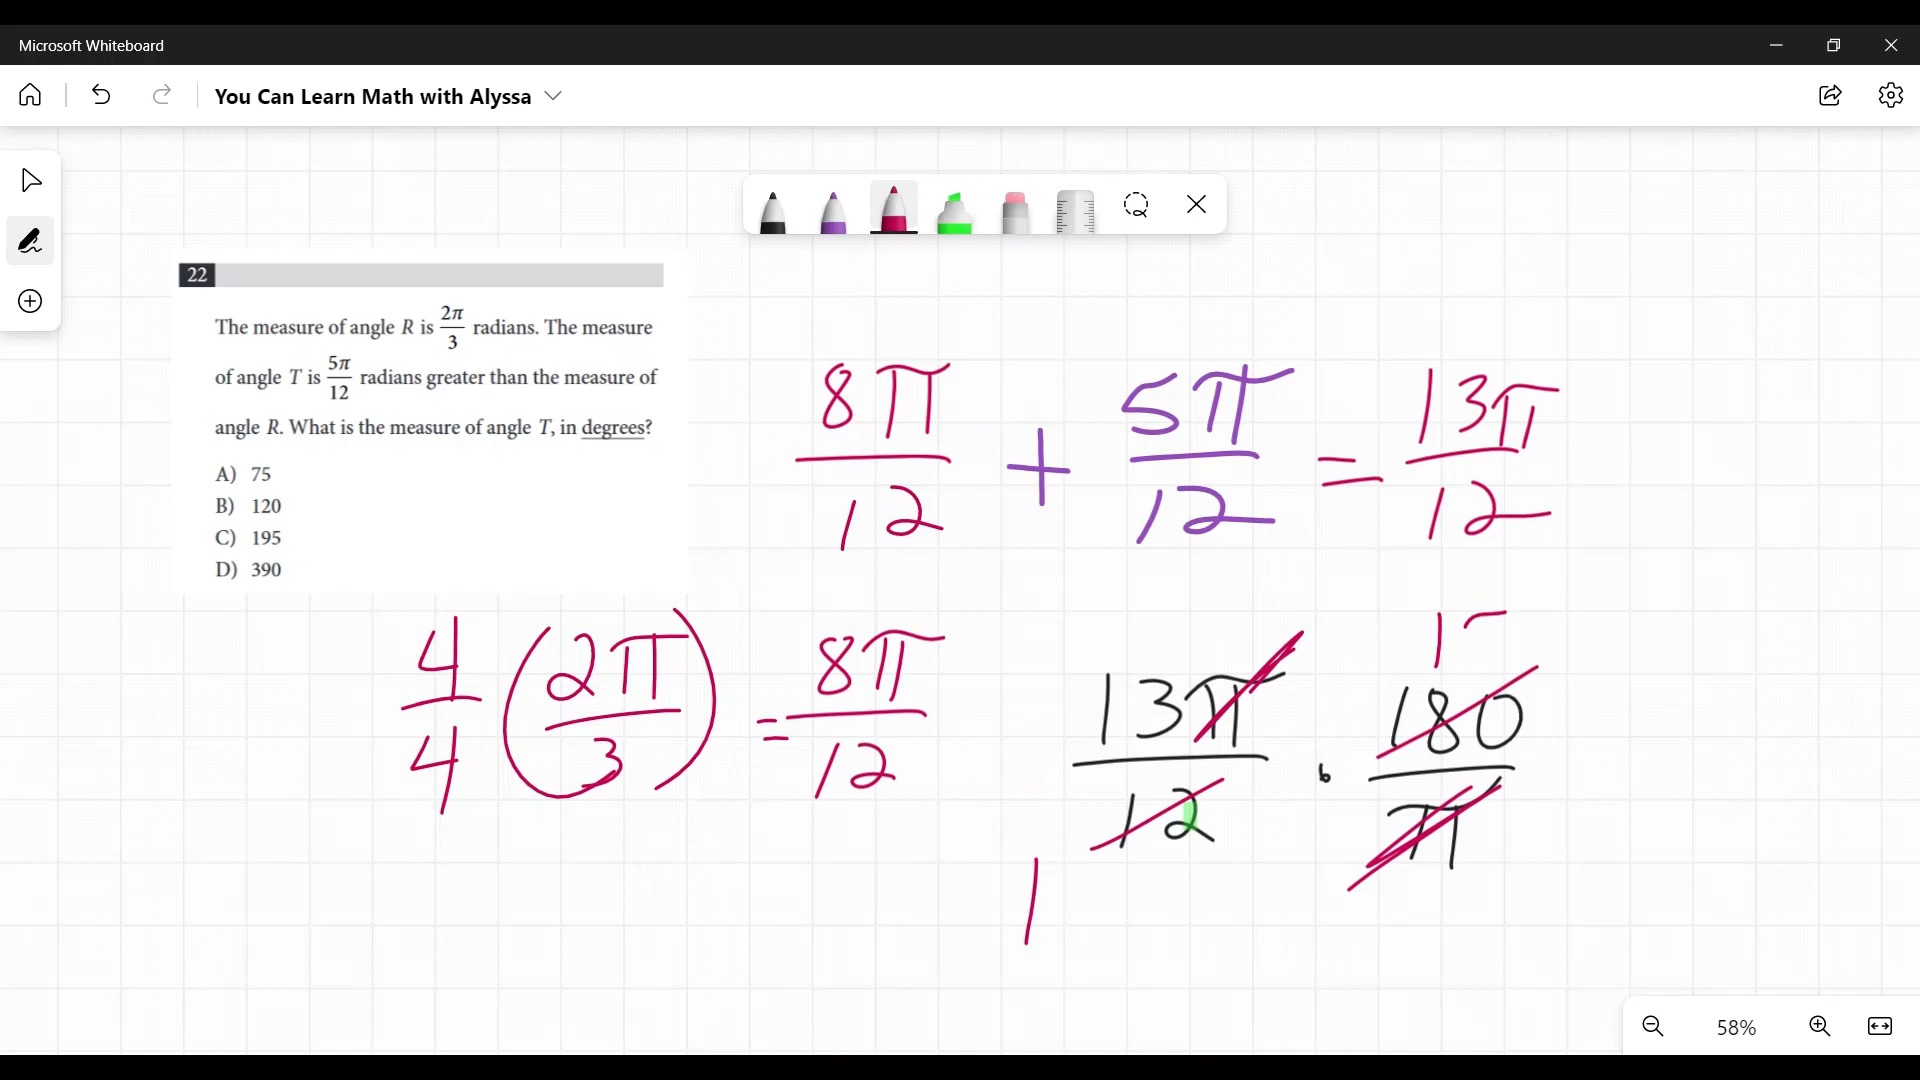 Microsoft Whiteboard
You Can Learn Math with Alyssa
22
The measure of angle R is 2π/3 radians. The measure
of angle T is 5π/12 radians greater than the measure of
angle R. What is the measure of angle T, in degrees?
A) 75
B) 120
C) 195
D) 390
8π/12 + 5π/12 = 13π/12
4/4 (2π/3) = 8π/12
13π/12 · 180/π
1
58%